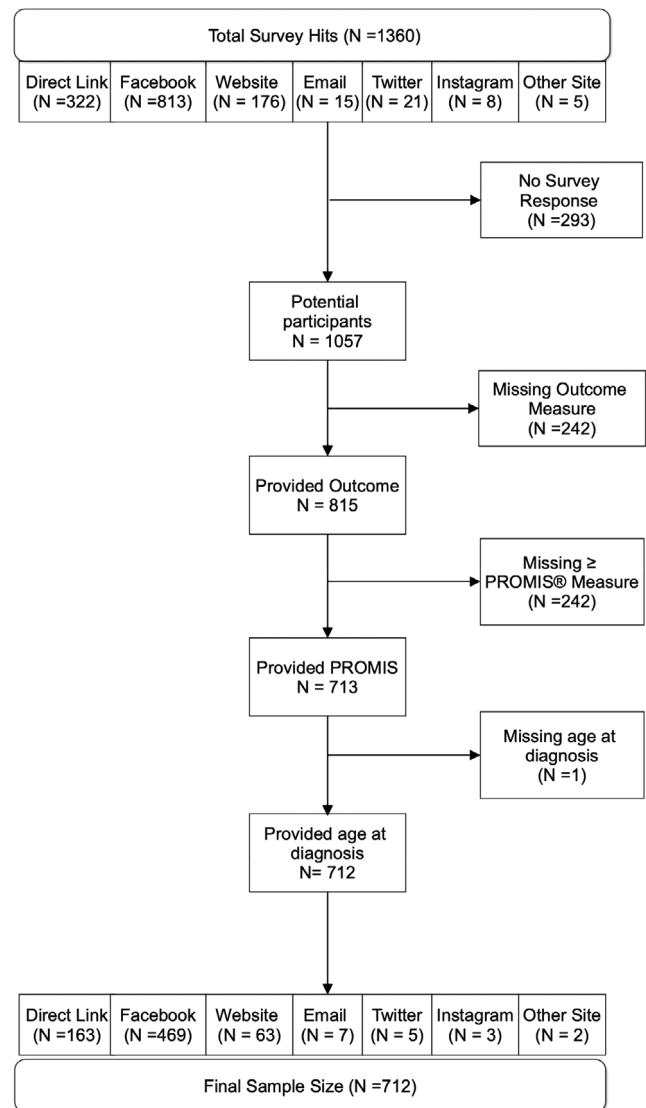 Total Survey Hits (N =1360)
Direct Link
(N =322)
Facebook
(N =813)
Website
(N = 176)
Email
(N = 15)
Twitter
(N = 21)
Instagram
(N = 8)
Other Site
(N = 5)
No Survey
Response
(N =293)
Potential
participants
N = 1057
Missing Outcome
Measure
(N =242)
Provided Outcome
N = 815
Missing ≥
PROMIS® Measure
(N =242)
Provided PROMIS
N = 713
Missing age at
diagnosis
(N =1)
Provided age at
diagnosis
N= 712
Direct Link
(N =163)
Facebook
(N =469)
Website
(N = 63)
Email
(N = 7)
Twitter
(N = 5)
Instagram
(N = 3)
Other Site
(N = 2)
Final Sample Size (N =712)